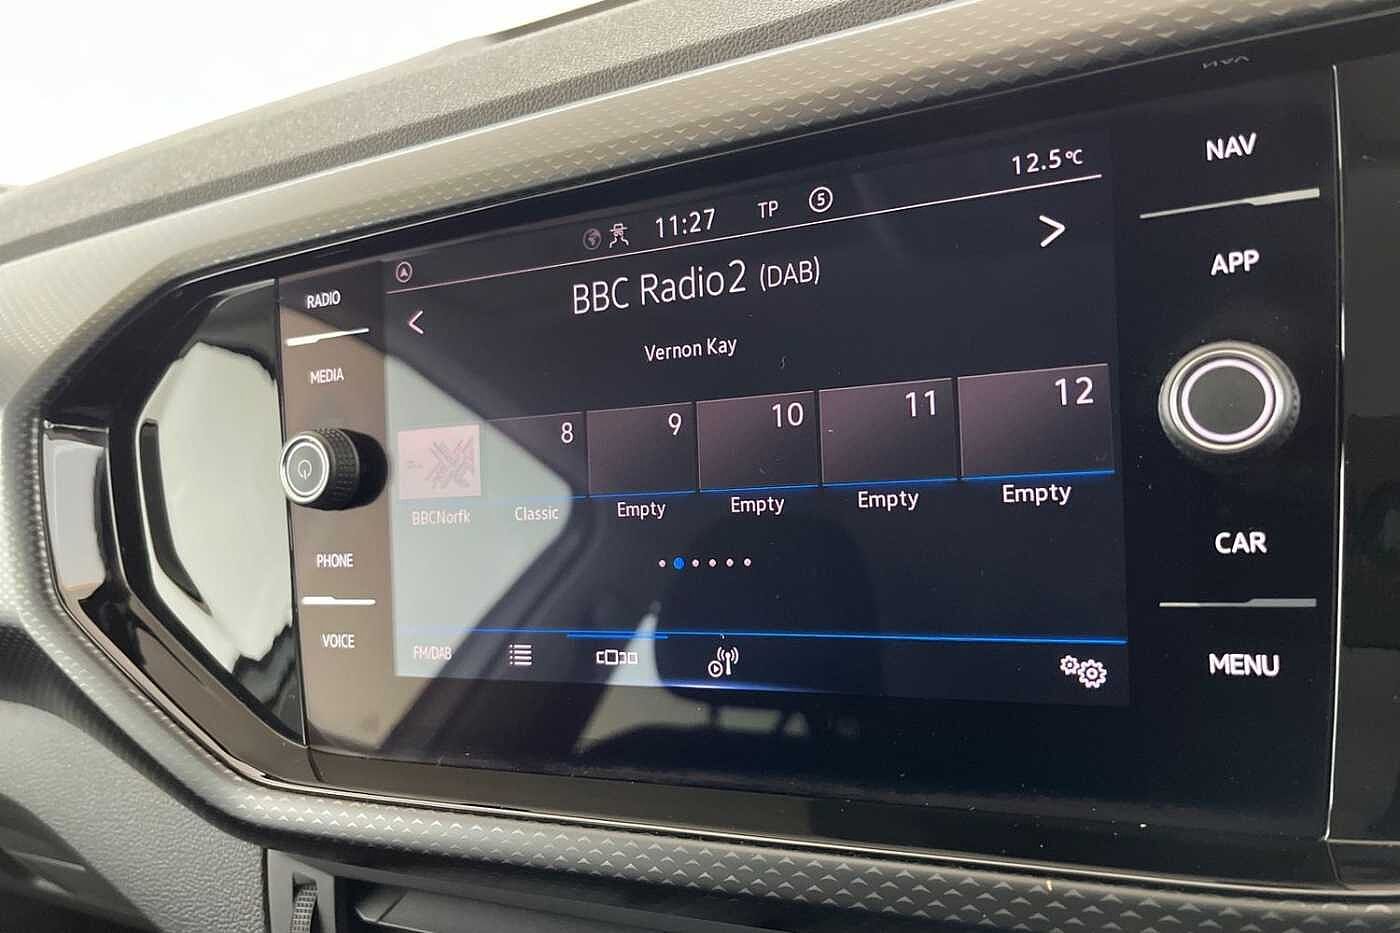 NAV
APP
CAR
MENU
RADIO
MEDIA
PHONE
VOICE
11:27 TP 5 12.5°C
BBC Radio 2 (DAB)
Vernon Kay
8 9 10 11 12
BBCNorfk Classic Empty Empty Empty Empty
FM/DAB